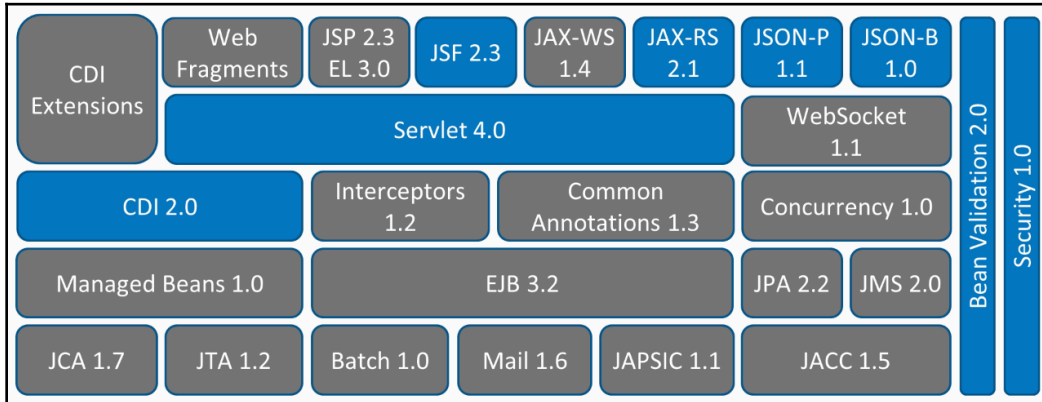 CDI
Extensions
Web
Fragments
JSP 2.3
EL 3.0
JSF 2.3
JAX-WS
1.4
JAX-RS
2.1
JSON-P
1.1
JSON-B
1.0
Servlet 4.0
WebSocket
1.1
CDI 2.0
Interceptors
1.2
Common
Annotations 1.3
Concurrency 1.0
Managed Beans 1.0
EJB 3.2
JPA 2.2
JMS 2.0
JCA 1.7
JTA 1.2
Batch 1.0
Mail 1.6
JAPSIC 1.1
JACC 1.5
Bean Validation 2.0
Security 1.0